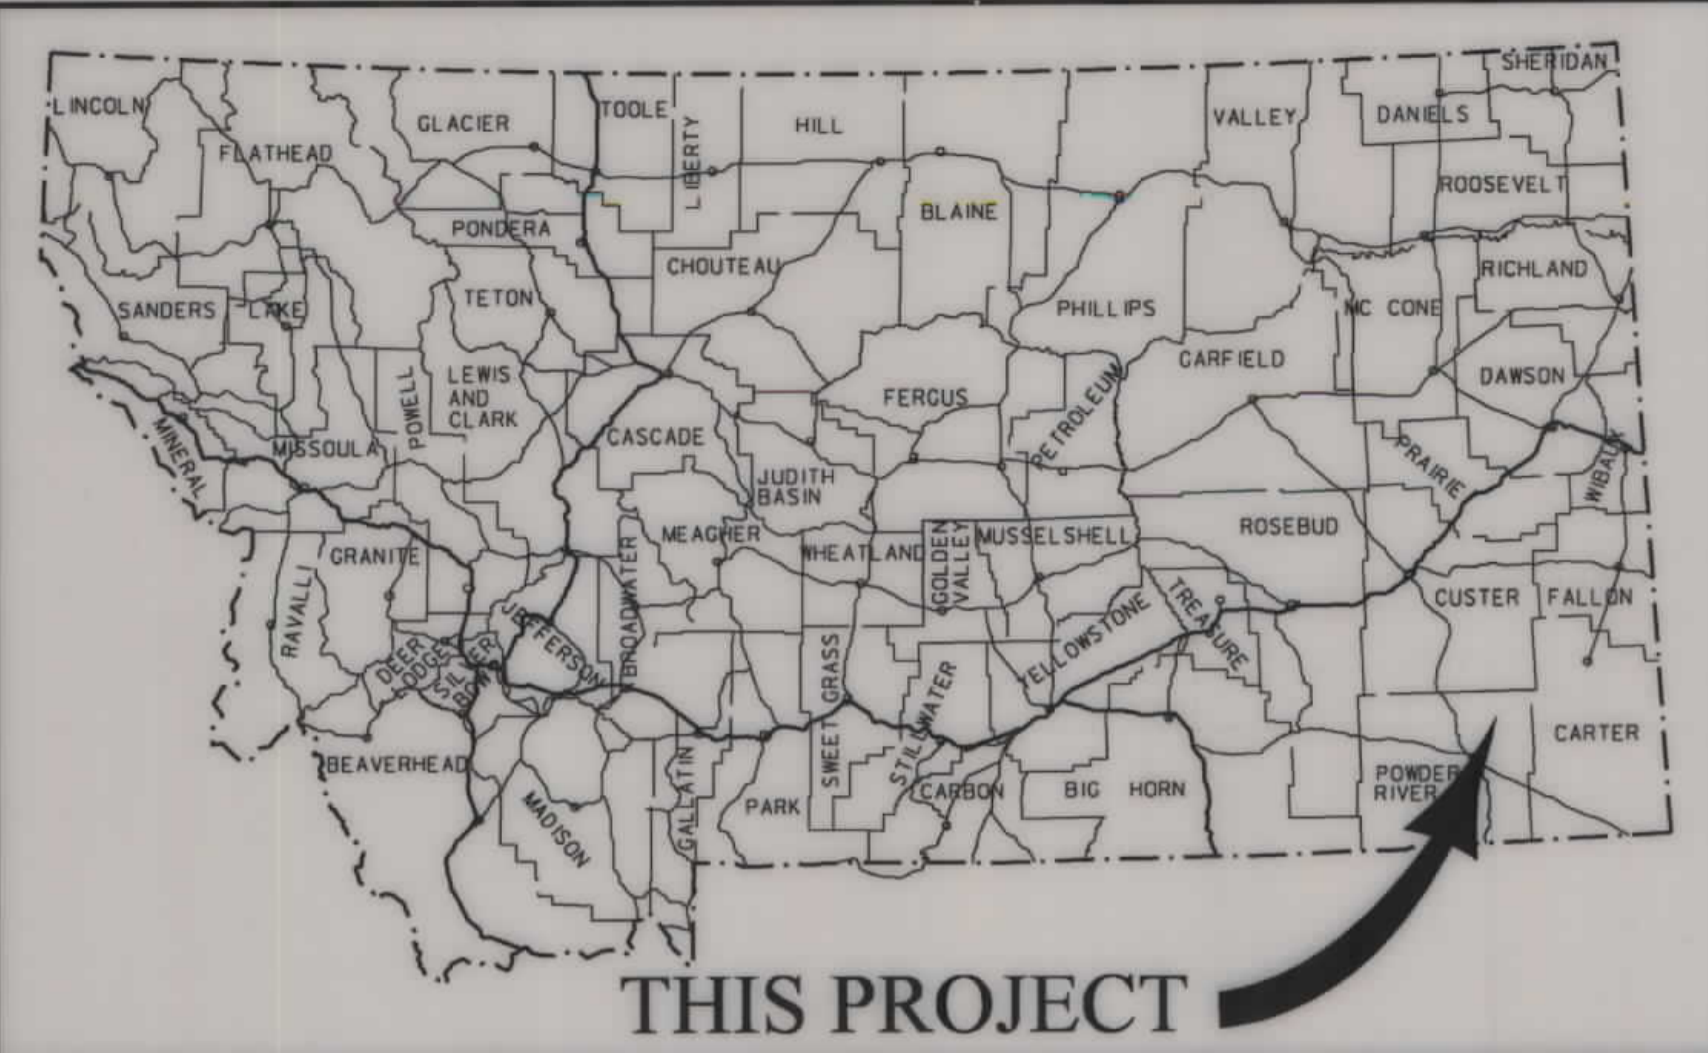 SHERIDAN
LINCOLN
GLACIER
TOOLE
LIBERTY
HILL
VALLEY
DANIELS
FLATHEAD
ROOSEVELT
BLAINE
PONDERA
CHOUTEAU
RICHLAND
SANDERS
LAKE
TETON
PHILLIPS
MC CONE
GARFIELD
DAWSON
POWELL
LEWIS
AND
CLARK
FERGUS
PETROLEUM
MINERAL
MISSOULA
CASCADE
JUDITH
BASIN
PRAIRIE
WIBAUX
GRANITE
RAVALLI
MEAGHER
WHEATLAND
GOLDEN
VALLEY
MUSSELSHELL
ROSEBUD
BROADWATER
JEFFERSON
DEER
LODGE
SILVER
BOW
YELLOWSTONE
TREASURE
CUSTER
FALLON
SWEET GRASS
STILLWATER
BEAVERHEAD
MADISON
GALLATIN
PARK
CARBON
BIG HORN
POWDER
RIVER
CARTER
THIS PROJECT